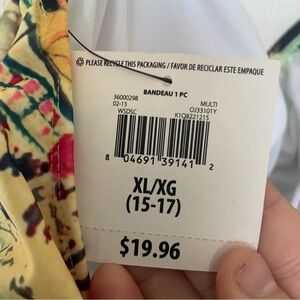 PLEASE RECYCLE THIS PACKAGING / FAVOR DE RECICLAR ESTE EMPAQUE
BANDEAU 1 PC
36000298 MULTI
02-13 OJ33101Y
WSDSC K1Q8221215
8 04691 39141 2
XL/XG
(15-17)
$19.96